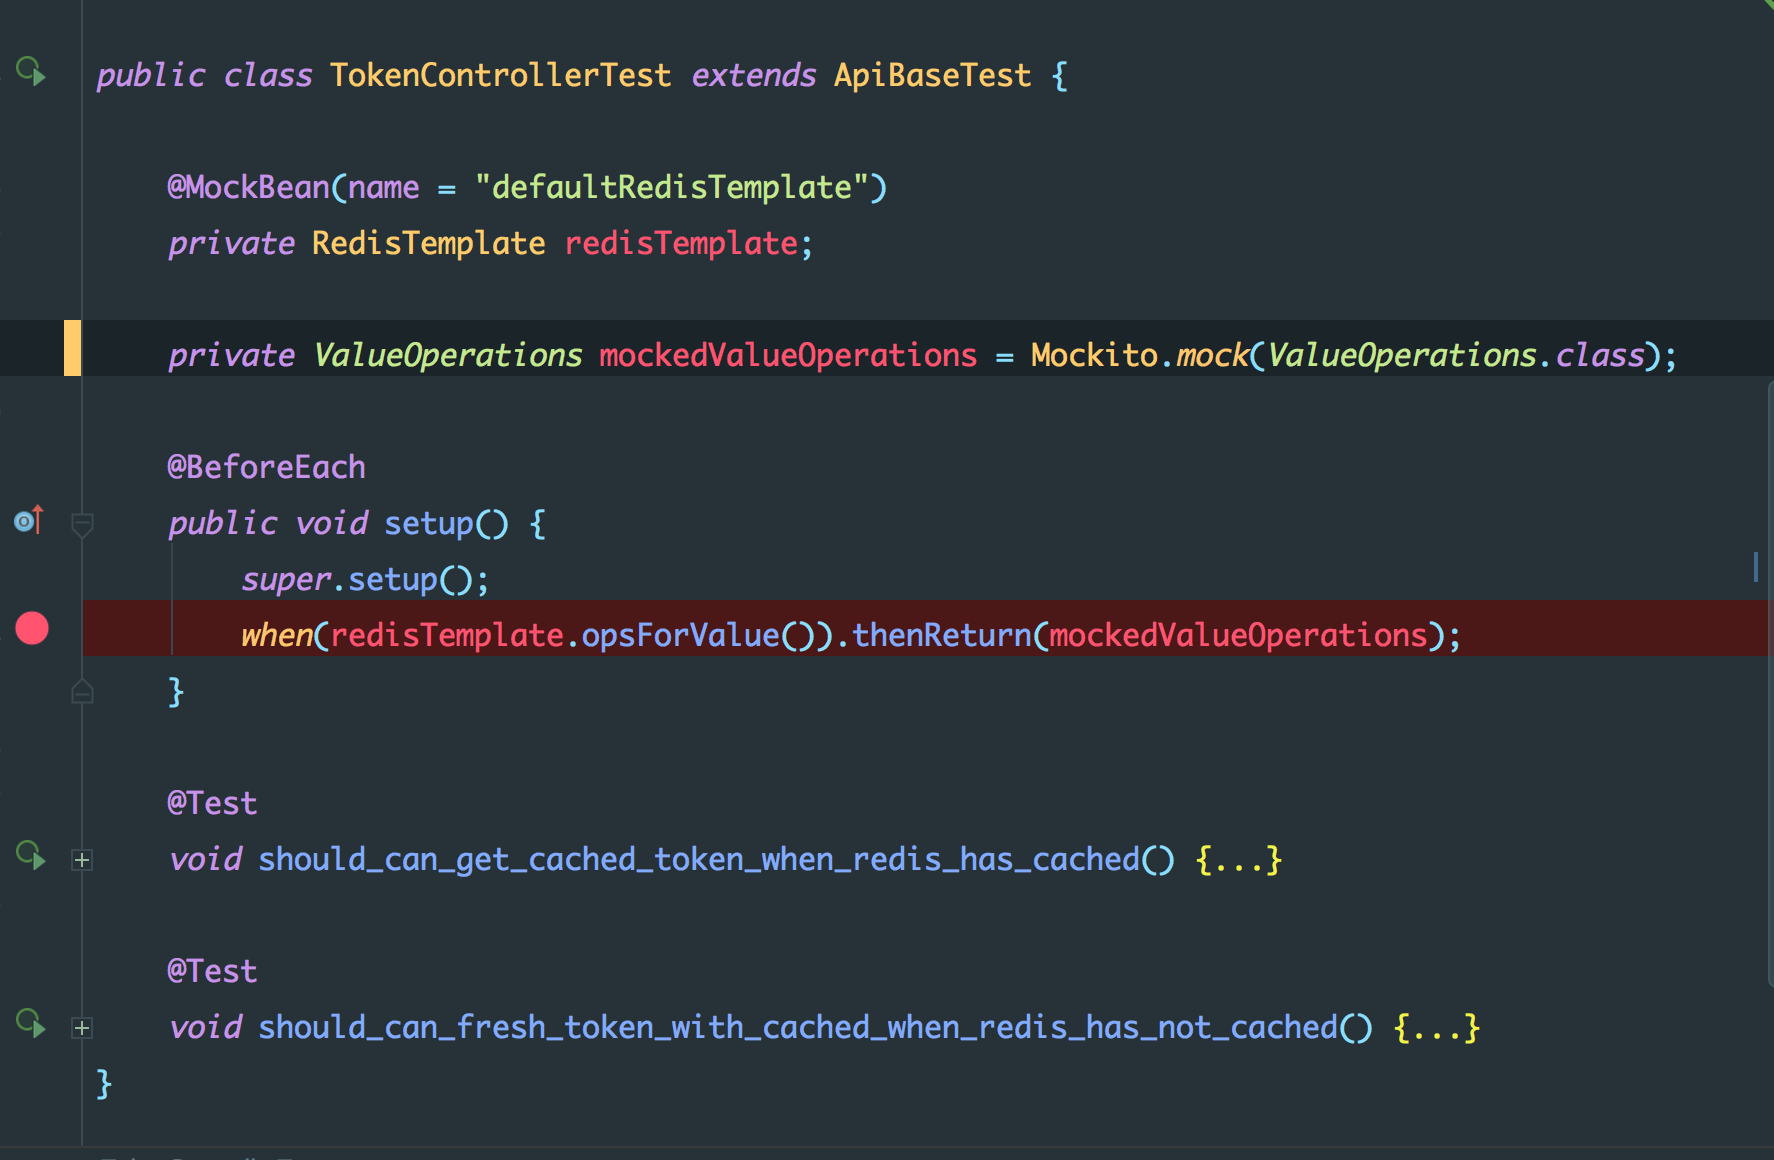 public class TokenControllerTest extends ApiBaseTest {
@MockBean(name = "defaultRedisTemplate")
private RedisTemplate redisTemplate;
private ValueOperations mockedValueOperations = Mockito.mock(ValueOperations.class);
@BeforeEach
public void setup() {
super.setup();
when(redisTemplate.opsForValue()).thenReturn(mockedValueOperations);
}
@Test
void should_can_get_cached_token_when_redis_has_cached() {...}
@Test
void should_can_fresh_token_with_cached_when_redis_has_not_cached() {...}
}